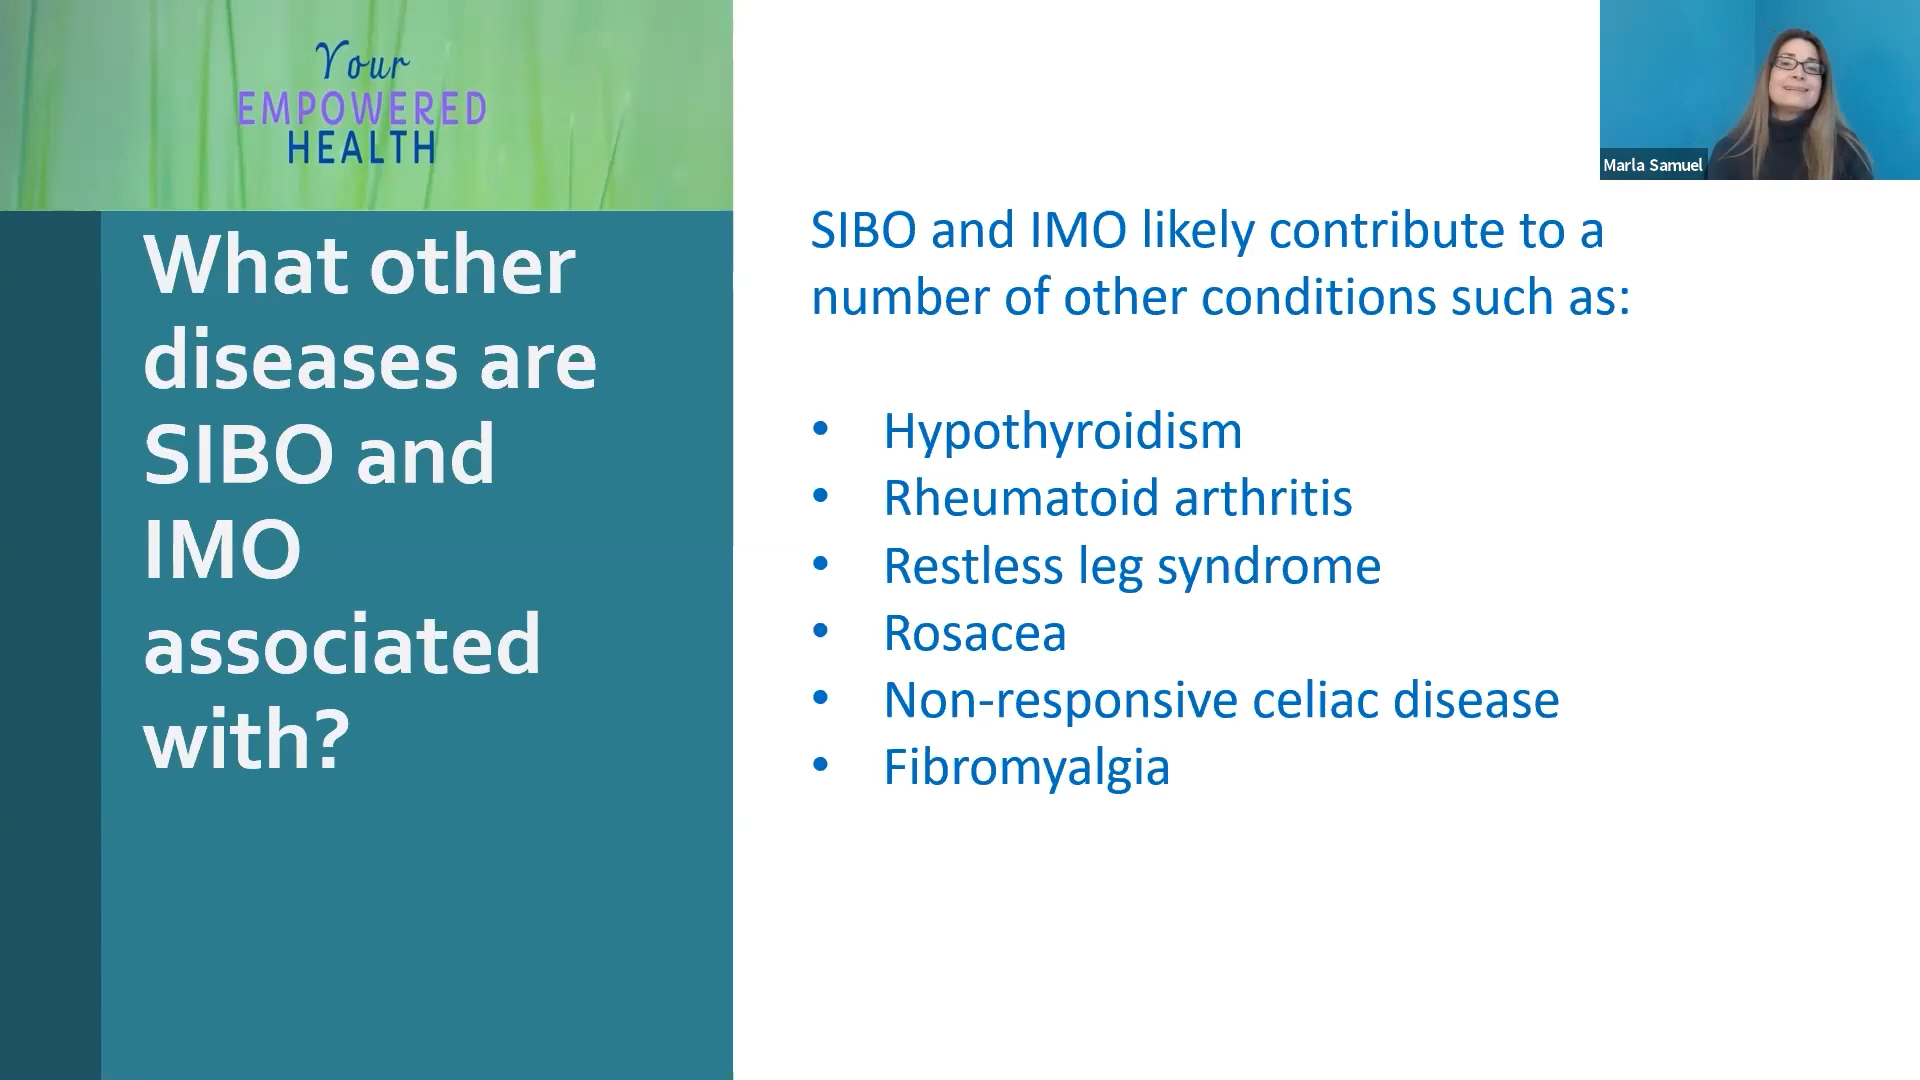 Your
EMPOWERED
HEALTH
What other
diseases are
SIBO and
IMO
associated
with?
SIBO and IMO likely contribute to a
number of other conditions such as:
• Hypothyroidism
• Rheumatoid arthritis
• Restless leg syndrome
• Rosacea
• Non-responsive celiac disease
• Fibromyalgia
Marla Samuel